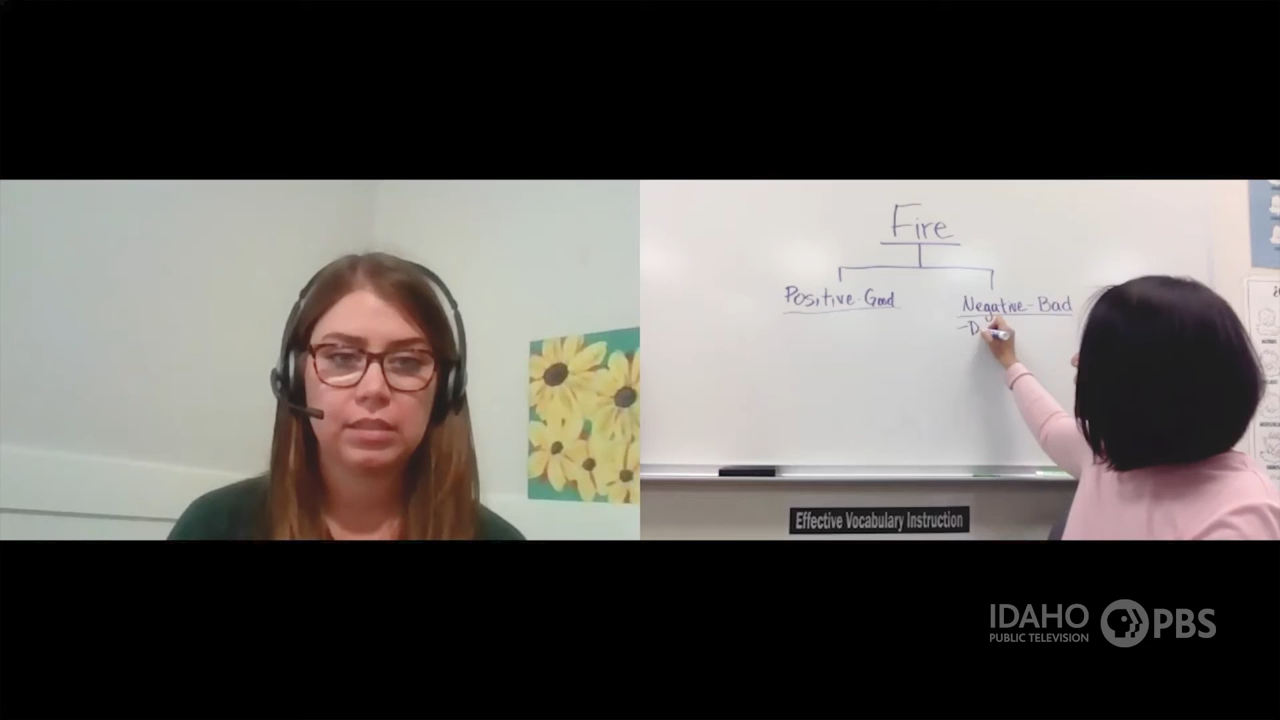 Fire
Positive-Good
Negative-Bad
-D
Effective Vocabulary Instruction
IDAHO
PUBLIC TELEVISION
PBS